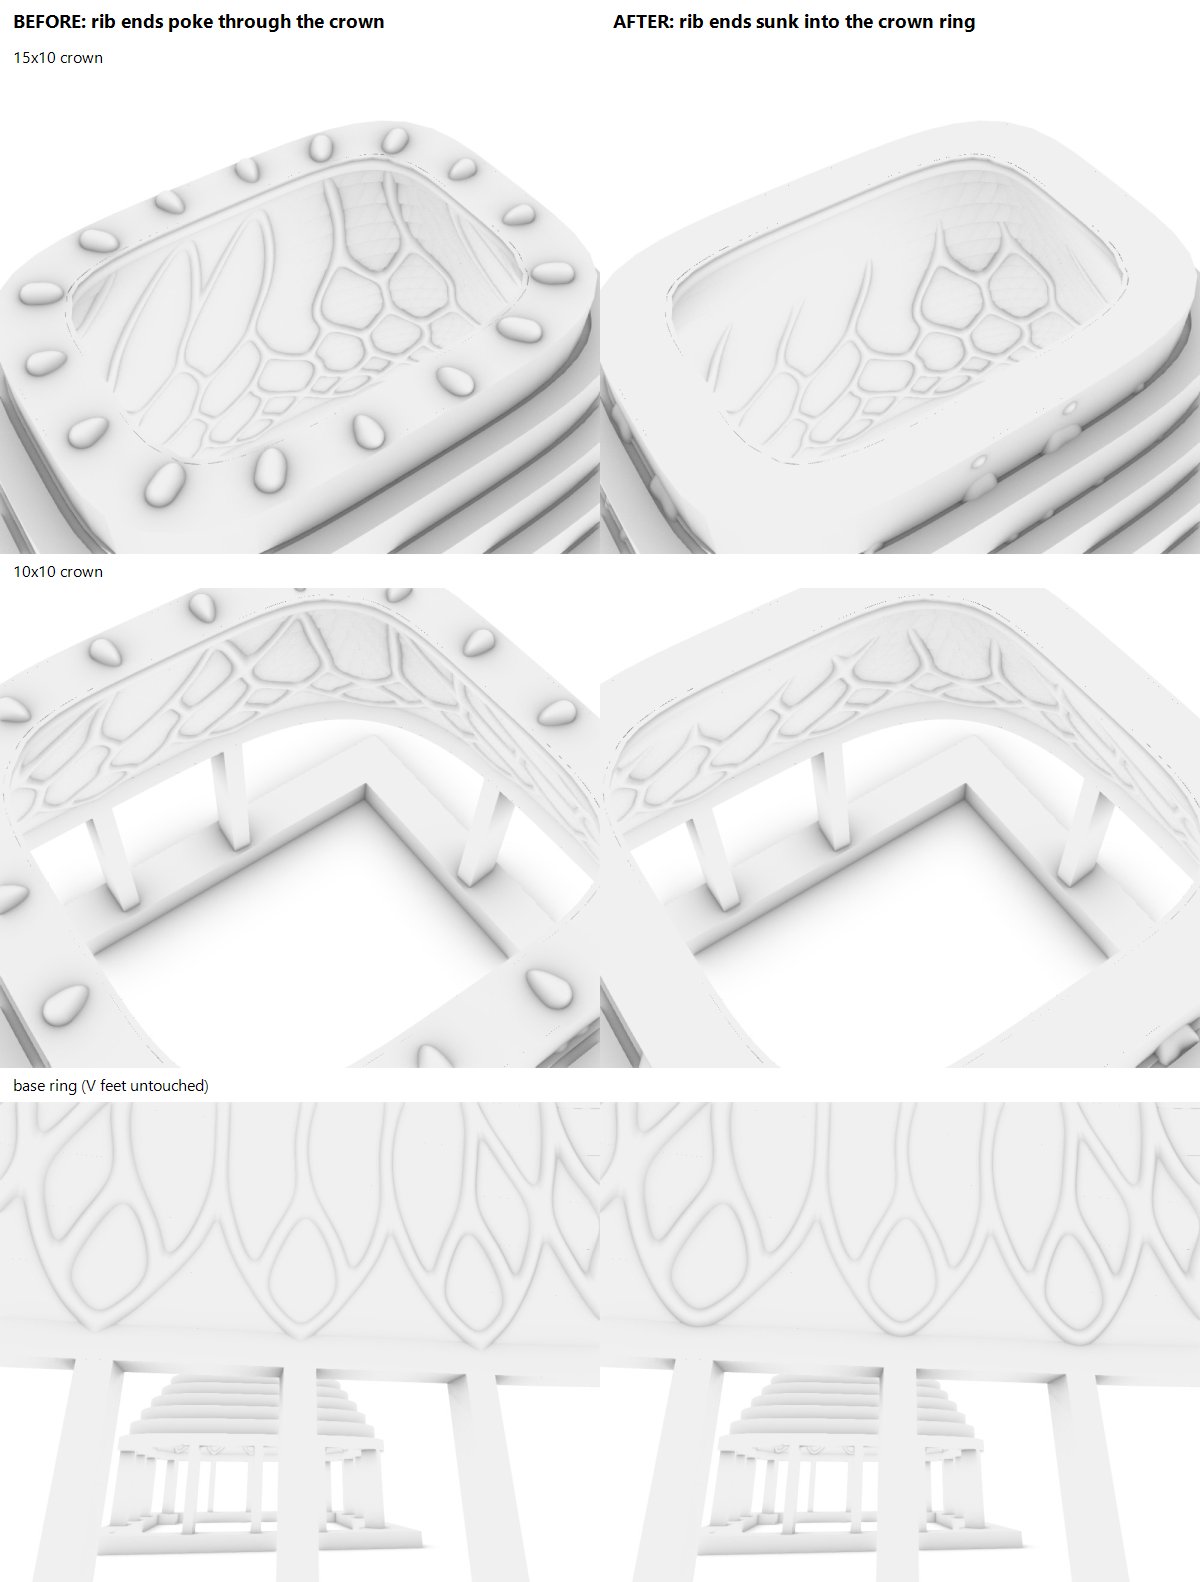 BEFORE: rib ends poke through the crown
AFTER: rib ends sunk into the crown ring
15x10 crown
10x10 crown
base ring (V feet untouched)